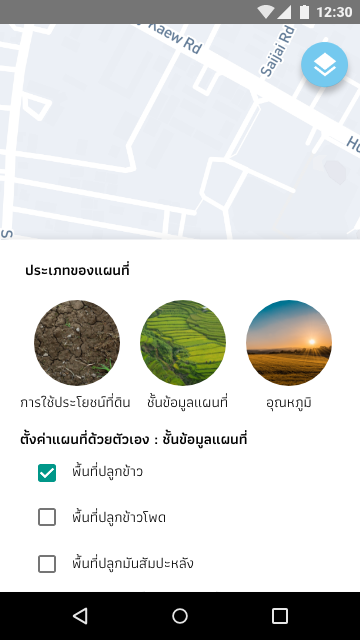 12:30
Kaew Rd
Saijai Rd
ประเภทของแผนที่
การใช้ประโยชน์ที่ดิน
ชั้นข้อมูลแผนที่
อุณหภูมิ
ตั้งค่าแผนที่ด้วยตัวเอง : ชั้นข้อมูลแผนที่
พื้นที่ปลูกข้าว
พื้นที่ปลูกข้าวโพด
พื้นที่ปลูกมันสัมปะหลัง